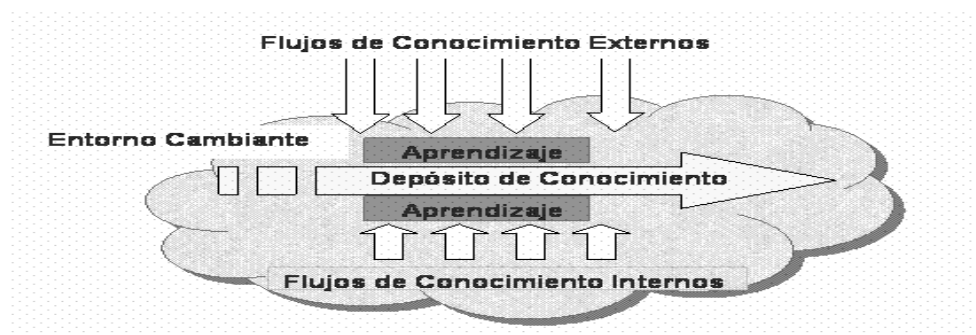 Flujos de Conocimiento Externos
Entorno Cambiante
Aprendizaje
Depósito de Conocimiento
Aprendizaje
Flujos de Conocimiento Internos